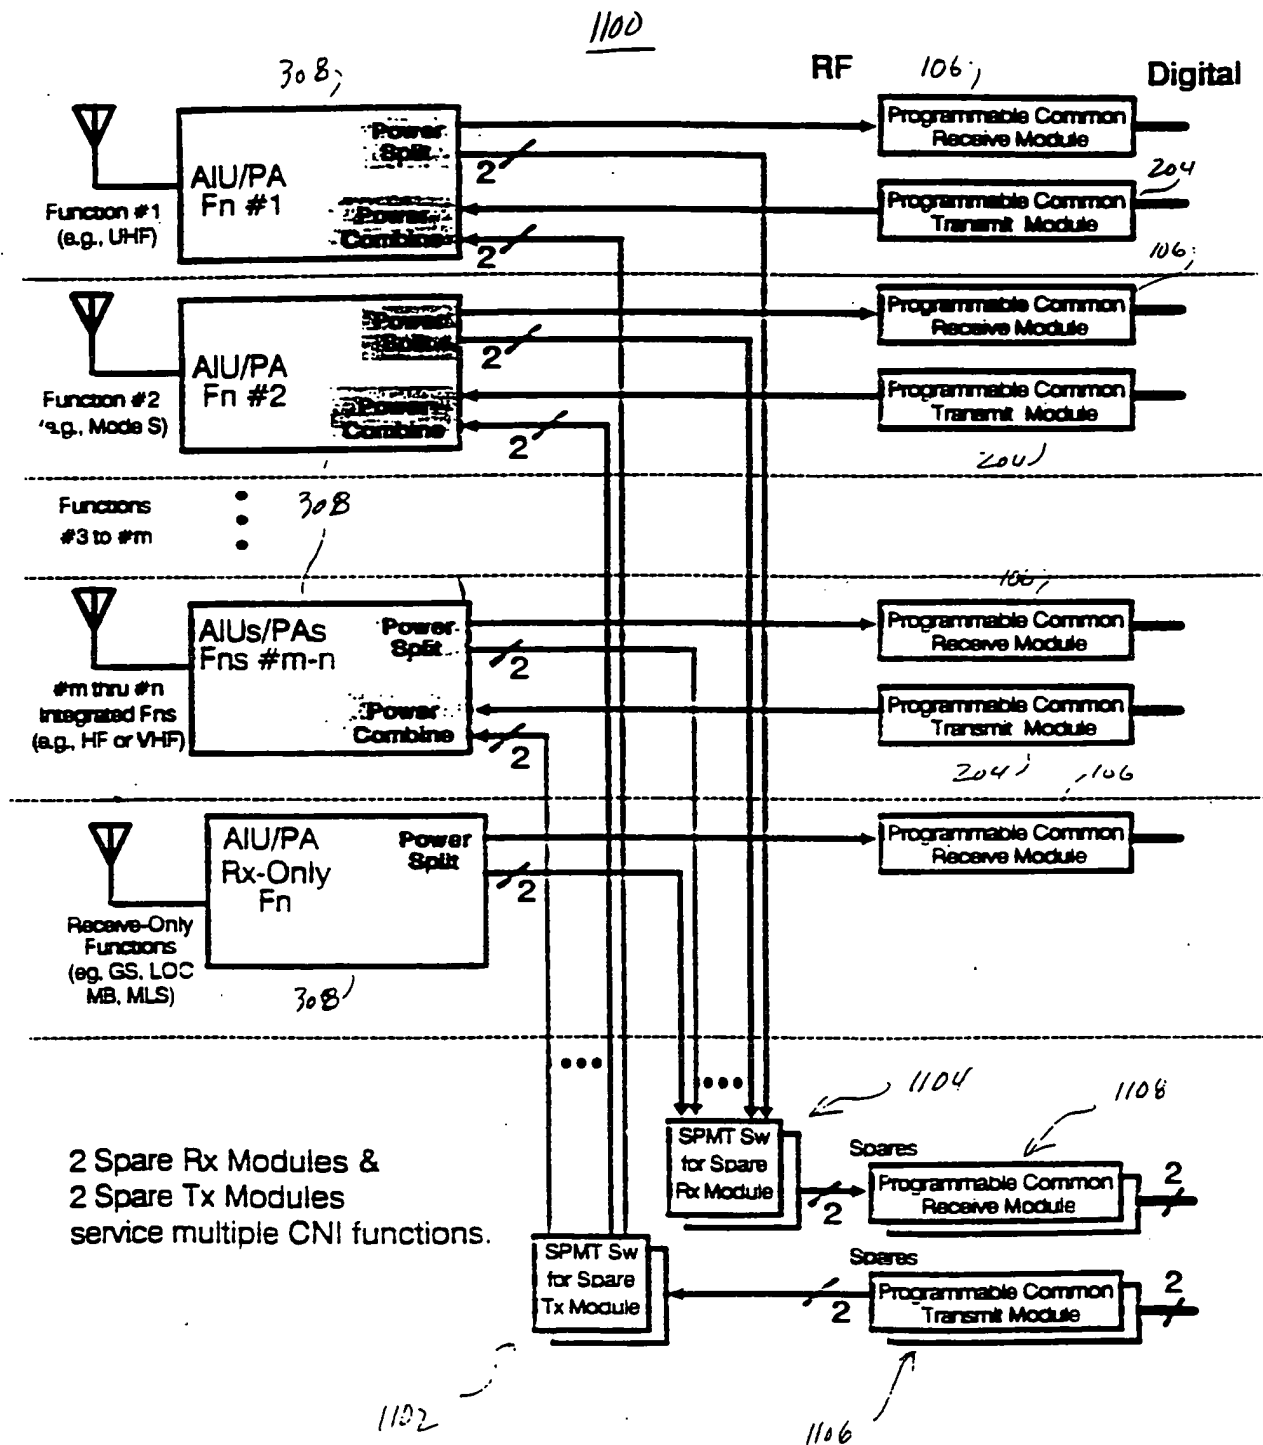 1100
308
RF
106
Digital
Power
Split
2
AIU/PA
Fn #1
Power
Combine
2
Function #1
(e.g., UHF)
Programmable Common
Receive Module
204
Programmable Common
Transmit Module
106
Power
Split
2
AIU/PA
Fn #2
Power
Combine
2
Function #2
e.g., Mode S)
Programmable Common
Receive Module
Programmable Common
Transmit Module
204
Functions
#3 to #m
308
106
AIUs/PAs
Fns #m-n
Power
Split
2
Power
Combine
2
#m thru #n
Integrated Fns
(e.g., HF or VHF)
Programmable Common
Receive Module
Programmable Common
Transmit Module
204
106
AIU/PA
Rx-Only
Fn
Power
Split
2
Receive-Only
Functions
(eg. GS, LOC
MB, MLS)
308
Programmable Common
Receive Module
1104
1108
SPMT Sw
for Spare
Rx Module
2
Spares
Programmable Common
Receive Module
2
2 Spare Rx Modules &
2 Spare Tx Modules
service multiple CNI functions.
SPMT Sw
for Spare
Tx Module
2
Spares
Programmable Common
Transmit Module
2
1102
1106